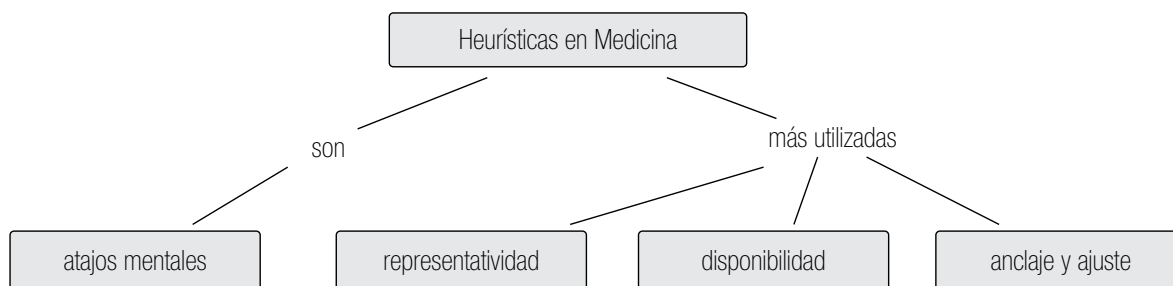 Heurísticas en Medicina
son
más utilizadas
atajos mentales
representatividad
disponibilidad
anclaje y ajuste